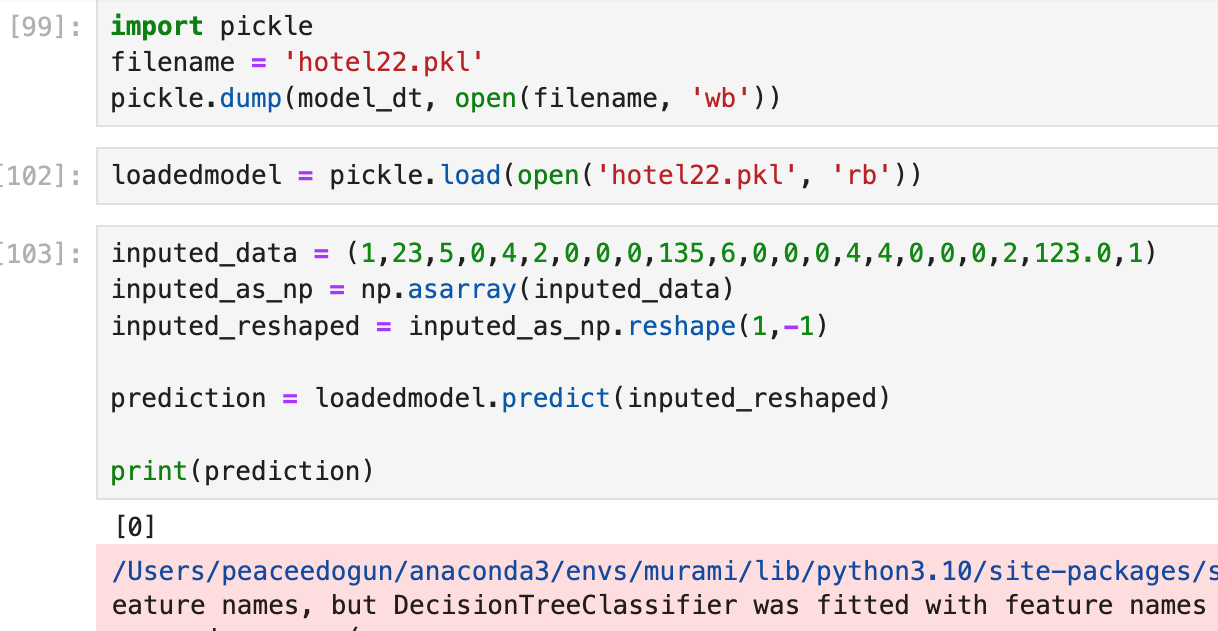 [99]:
import pickle
filename = 'hotel22.pkl'
pickle.dump(model_dt, open(filename, 'wb'))
[102]:
loadedmodel = pickle.load(open('hotel22.pkl', 'rb'))
[103]:
inputed_data = (1,23,5,0,4,2,0,0,0,135,6,0,0,0,4,4,0,0,0,2,123.0,1)
inputed_as_np = np.asarray(inputed_data)
inputed_reshaped = inputed_as_np.reshape(1,-1)
prediction = loadedmodel.predict(inputed_reshaped)
print(prediction)
[0]
/Users/peaceedogun/anaconda3/envs/murami/lib/python3.10/site-packages/s
eature names, but DecisionTreeClassifier was fitted with feature names